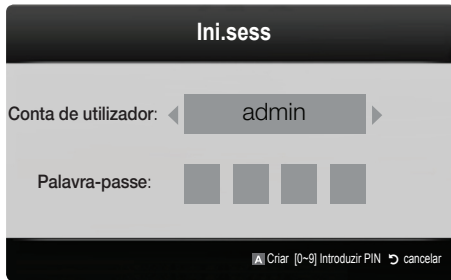 Ini.sess
Conta de utilizador: admin
Palavra-passe:
A Criar [0~9] Introduzir PIN cancelar